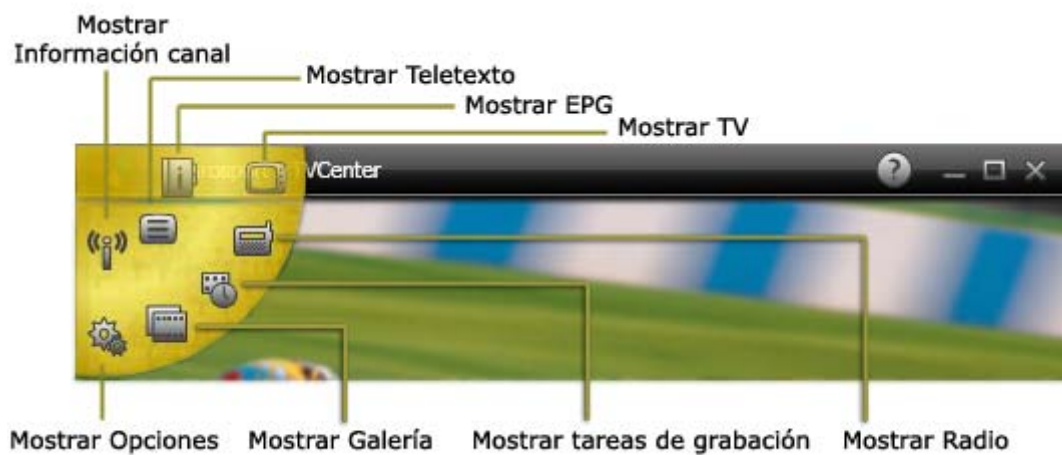 Mostrar
Información canal
Mostrar Teletexto
Mostrar EPG
Mostrar TV
VCenter
?
Mostrar Opciones
Mostrar Galería
Mostrar tareas de grabación
Mostrar Radio